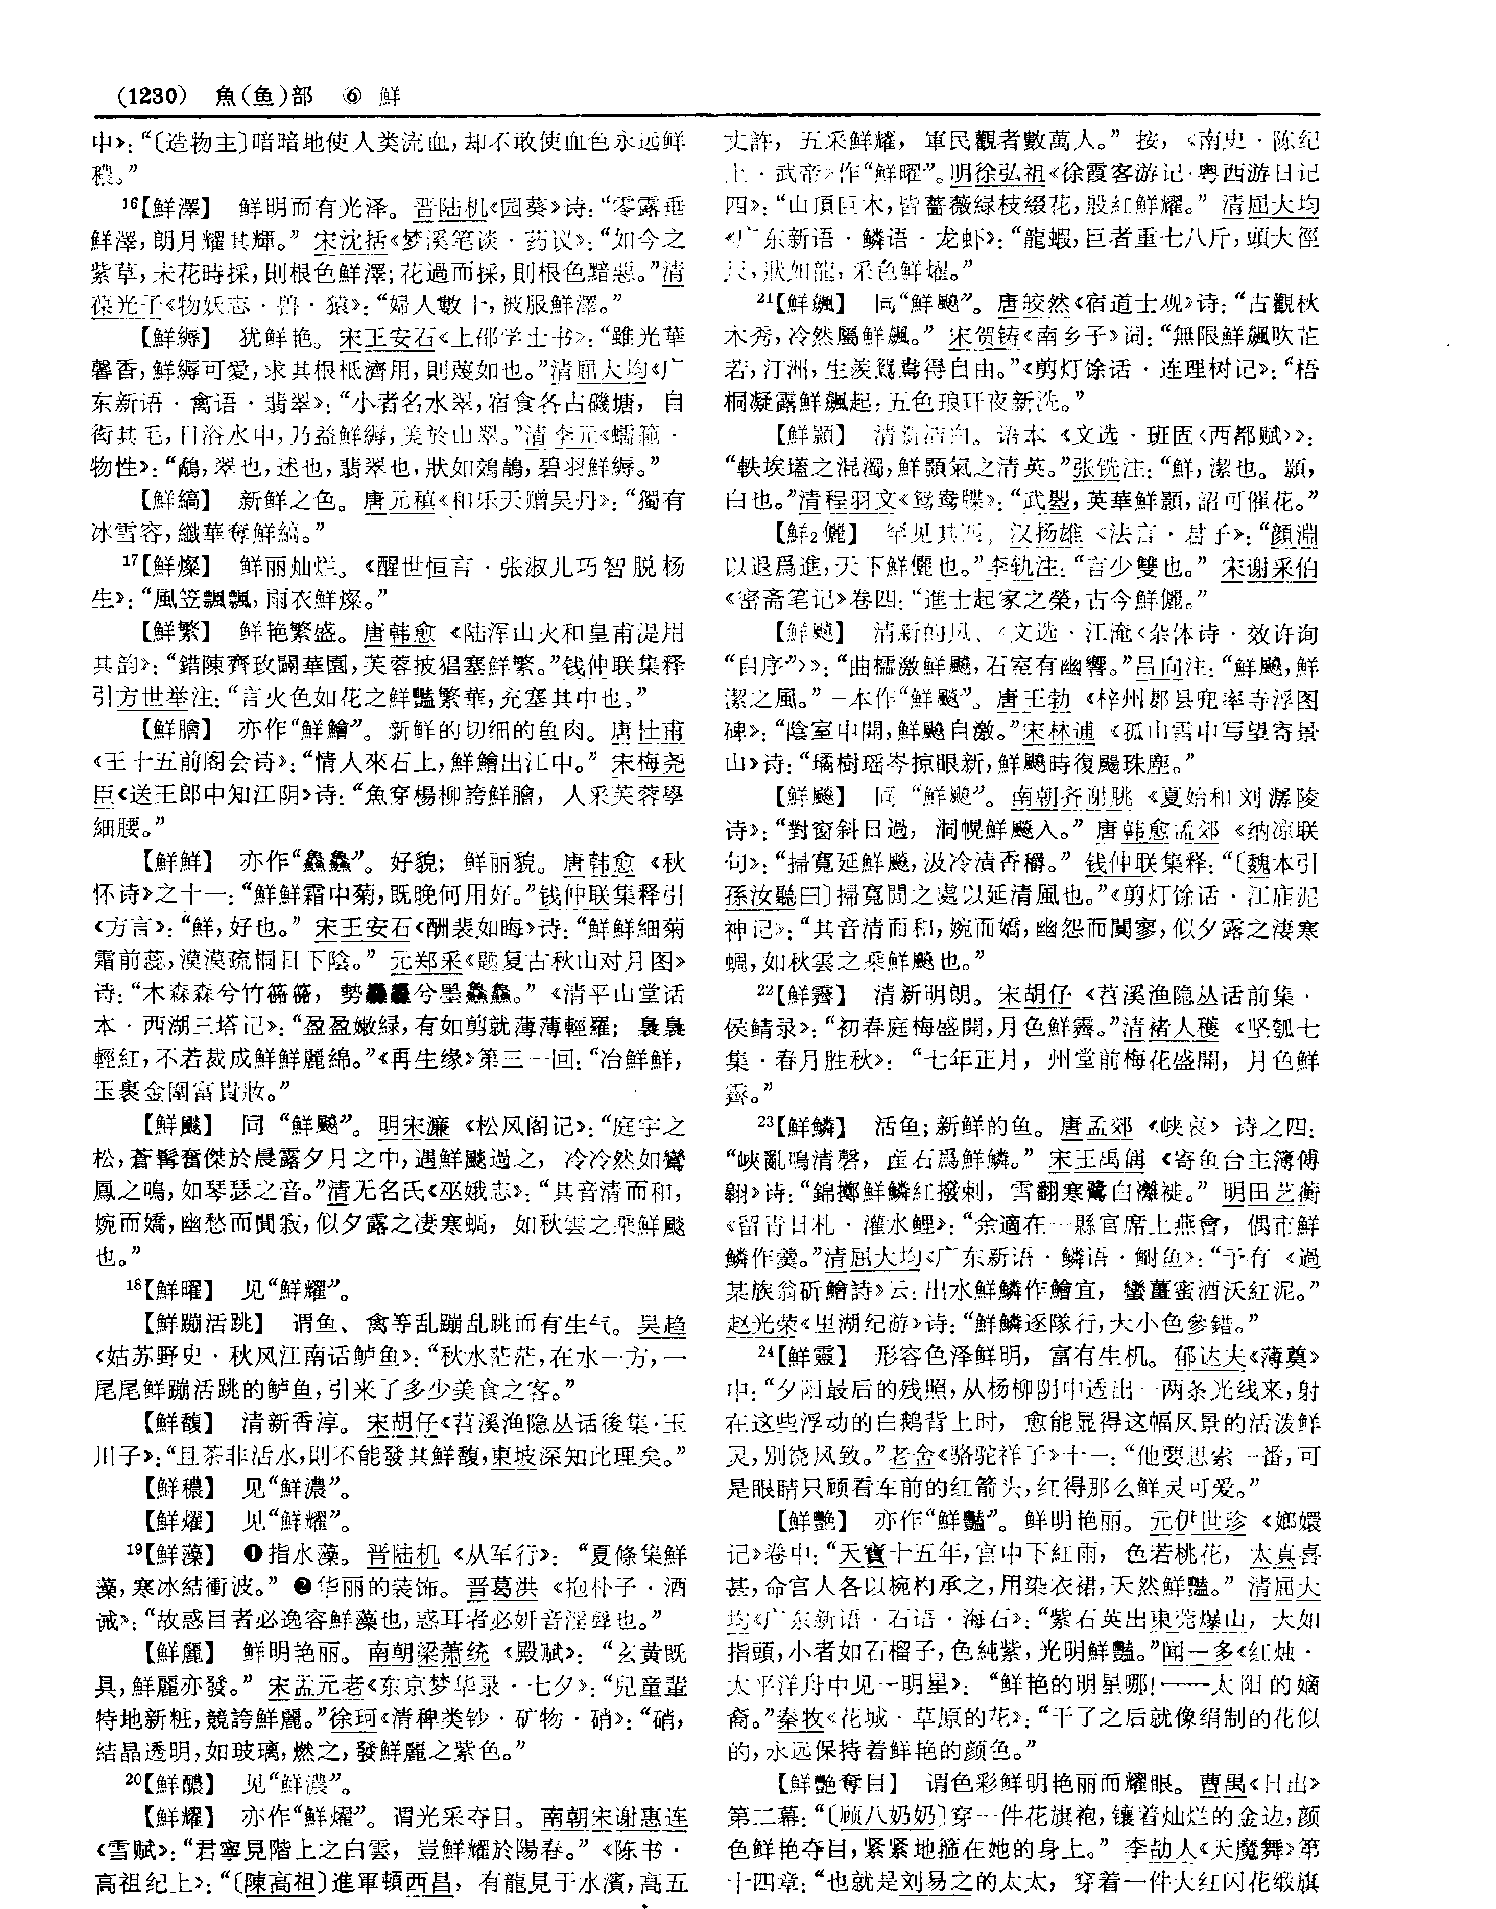 (1230) 魚(鱼)部 ⑥ 鮮
中》:“〔造物主〕暗暗地使人类流血,却不敢使血色永远鲜
穠。”
16【鮮澤】 鲜明而有光泽。晋陆机《园葵》诗:“零露垂
鮮澤,朗月耀其輝。”宋沈括《梦溪笔谈·药议》:“如今之
紫草,未花時採,則根色鮮澤;花過而採,則根色黯惡。”清
葆光子《物妖志·兽·猿》:“婦人數十,被服鮮澤。”
【鮮縟】 犹鲜艳。宋王安石《上邵学士书》:“雖光華
馨香,鮮縟可愛,求其根柢濟用,則蔑如也。”清屈大均《广
东新语·禽语·翡翠》:“小者名水翠,宿食各占磯塘,自
衒其毛,日浴水中,乃益鮮縟,美於山翠。”清李元《蠕範·
物性》:“鷸,翠也,述也,翡翠也,狀如鵁鶄,碧羽鮮縟。”
【鮮縞】 新鲜之色。唐元稹《和乐天赠吴丹》:“獨有
冰雪容,纖華奪鮮縞。”
17【鮮燦】 鲜丽灿烂。《醒世恒言·张淑儿巧智脱杨
生》:“風笠飄飄,雨衣鮮燦。”
【鮮繁】 鲜艳繁盛。唐韩愈《陆浑山火和皇甫湜用
其韵》:“錯陳齊玫闢華園,芙蓉披猖塞鮮繁。”钱仲联集释
引方世举注:“言火色如花之鮮豔繁華,充塞其中也。”
【鮮膾】 亦作“鮮鱠”。新鲜的切细的鱼肉。唐杜甫
《王十五前阁会诗》:“情人來石上,鮮鱠出江中。”宋梅尧
臣《送王郎中知江阴》诗:“魚穿楊柳誇鮮膾,人采芙蓉學
細腰。”
【鮮鮮】 亦作“鱻鱻”。好貌;鲜丽貌。唐韩愈《秋
怀诗》之十一:“鮮鮮霜中菊,既晚何用好。”钱仲联集释引
《方言》:“鮮,好也。”宋王安石《酬裴如晦》诗:“鮮鮮細菊
霜前蕊,漠漠疏桐日下陰。”元郑采《题复古秋山对月图》
诗:“木森森兮竹篛篛,勢兮墨鱻鱻。”《清平山堂话
本·西湖三塔记》:“盈盈嫩緑,有如剪就薄薄輕羅;裊裊
輕紅,不若裁成鮮鮮麗綿。”《再生缘》第三一回:“冶鮮鮮,
玉裹金圍富貴妝。”
【鮮颷】 同“鮮飈”。明宋濂《松风阁记》:“庭宇之
松,蒼髯奮傑於晨露夕月之中,遇鮮颷過之,泠泠然如鸞
鳳之鳴,如琴瑟之音。”清无名氏《巫娥志》:“其音清而和,
婉而嬌,幽愁而閴寂,似夕露之淒寒蜩,如秋雲之乘鮮颷
也。”
18【鮮曜】 见“鮮耀”。
【鮮蹦活跳】 谓鱼、禽等乱蹦乱跳而有生气。吴趋
《姑苏野史·秋风江南话鲈鱼》:“秋水茫茫,在水一方,一
尾尾鲜蹦活跳的鲈鱼,引来了多少美食之客。”
【鮮馥】 清新香淳。宋胡仔《苕溪渔隐丛话後集·玉
川子》:“且茶非活水,則不能發其鮮馥,東坡深知此理矣。”
【鮮穠】 见“鮮濃”。
【鮮燿】 见“鮮耀”。
19【鮮藻】 ❶指水藻。晋陆机《从军行》:“夏條集鮮
藻,寒冰結衝波。”❷华丽的装饰。晋葛洪《抱朴子·酒
诫》:“故惑目者必逸容鮮藻也,惑耳者必妍音淫聲也。”
【鮮麗】 鲜明艳丽。南朝梁萧统《殿赋》:“玄黄既
具,鮮麗亦發。”宋孟元老《东京梦华录·七夕》:“兒童輩
特地新粧,競誇鮮麗。”徐珂《清稗类钞·矿物·硝》:“硝,
結晶透明,如玻璃,燃之,發鮮麗之紫色。”
20【鮮醲】 见“鮮濃”。
【鮮耀】 亦作“鮮燿”。谓光采夺目。南朝宋谢惠连
《雪赋》:“君寧見階上之白雪,豈鮮耀於陽春。”《陈书·
高祖纪上》:“〔陳高祖〕進軍頓西昌,有龍見于水濱,高五
丈許,五采鮮耀,軍民觀者數萬人。”按,《南史·陈纪
上·武帝》作“鮮曜”。明徐弘祖《徐霞客游记·粤西游日记
四》:“山頂巨木,皆薔薇緑枝綴花,殷紅鮮耀。”清屈大均
《广东新语·鳞语·龙虾》:“龍蝦,巨者重七八斤,頭大徑
尺,狀如龍,采色鮮燿。”
21【鮮飆】 同“鮮飈”。唐皎然《宿道士观》诗:“古觀秋
木秀,冷然屬鮮飆。”宋贺铸《南乡子》词:“無限鮮飆吹芷
若,汀洲,生羡鴛鴦得自由。”《剪灯馀话·连理树记》:“梧
桐凝露鮮飆起,五色琅玕夜新洗。”
【鮮顥】 清新洁白。语本《文选·班固〈西都赋〉》:
“軼埃壒之混濁,鮮顥氣之清英。”张铣注:“鮮,潔也。顥,
白也。”清程羽文《鸳鸯牒》:“武曌,英華鮮顥,詔可催花。”
【鮮2儷】 罕见其匹。汉扬雄《法言·君子》:“顏淵
以退爲進,天下鮮儷也。”李轨注:“言少雙也。”宋谢采伯
《密斋笔记》卷四:“進士起家之榮,古今鮮儷。”
【鮮飈】 清新的风。《文选·江淹〈杂体诗·效许询
“自序”〉》:“曲櫺激鮮飈,石室有幽響。”吕向注:“鮮飈,鮮
潔之風。”一本作“鮮飇”。唐王勃《梓州郪县兜率寺浮图
碑》:“陰室中開,鮮飈自激。”宋林逋《孤山雪中写望寄景
山》诗:“璚樹瑶岑掠眼新,鮮飈時復颺珠塵。”
【鮮飇】 同“鮮飈”。南朝齐谢朓《夏始和刘潺陵
诗》:“對窗斜日過,洞幌鮮飇入。”唐韩愈孟郊《纳凉联
句》:“掃寬延鮮飇,汲冷漬香穱。”钱仲联集释:“〔魏本引
孫汝聽曰〕掃寬閒之處以延清風也。”《剪灯馀话·江庙泥
神记》:“其音清而和,婉而嬌,幽怨而闃寥,似夕露之淒寒
蜩,如秋雲之乘鮮飇也。”
22【鮮霽】 清新明朗。宋胡仔《苕溪渔隐丛话前集·
侯鲭录》:“初春庭梅盛開,月色鮮霽。”清褚人穫《坚瓠七
集·春月胜秋》:“七年正月,州堂前梅花盛開,月色鮮
霽。”
23【鮮鱗】 活鱼;新鲜的鱼。唐孟郊《峡哀》诗之四:
“峽亂鳴清磬,産石爲鮮鱗。”宋王禹偁《寄鱼台主簿傅
翱》诗:“錦擲鮮鱗紅撥剌,雪翻寒鷺白灕褷。”明田艺蘅
《留青日札·灌水鲤》:“余適在一縣官席上燕會,偶市鮮
鱗作羹。”清屈大均《广东新语·鳞语·鰣鱼》:“予有《過
某族翁斫鱠詩》云:出水鮮鱗作鱠宜,蠻薑蜜酒沃紅泥。”
赵光荣《里湖纪游》诗:“鮮鱗逐隊行,大小色參錯。”
24【鮮靈】 形容色泽鲜明,富有生机。郁达夫《薄奠》
中:“夕阳最后的残照,从杨柳阴中透出一两条光线来,射
在这些浮动的白鹅背上时,愈能显得这幅风景的活泼鲜
灵,别饶风致。”老舍《骆驼祥子》十一:“他要思索一番,可
是眼睛只顾看车前的红箭头,红得那么鲜灵可爱。”
【鮮艷】 亦作“鮮豔”。鲜明艳丽。元伊世珍《嫏嬛
记》卷中:“天寶十五年,宫中下紅雨,色若桃花,太真喜
甚,命宫人各以椀杓承之,用染衣裙,天然鮮豔。”清屈大
均《广东新语·石语·海石》:“紫石英出東莞爆山,大如
指頭,小者如石榴子,色純紫,光明鮮豔。”闻一多《红烛·
太平洋舟中见一明星》:“鲜艳的明星哪!——太阳的嫡
裔。”秦牧《花城·草原的花》:“干了之后就像绢制的花似
的,永远保持着鲜艳的颜色。”
【鮮艷奪目】 谓色彩鲜明艳丽而耀眼。曹禺《日出》
第二幕:“〔顾八奶奶〕穿一件花旗袍,镶着灿烂的金边,颜
色鲜艳夺目,紧紧地箍在她的身上。”李劼人《天魔舞》第
十四章:“也就是刘易之的太太,穿着一件大红闪花缎旗